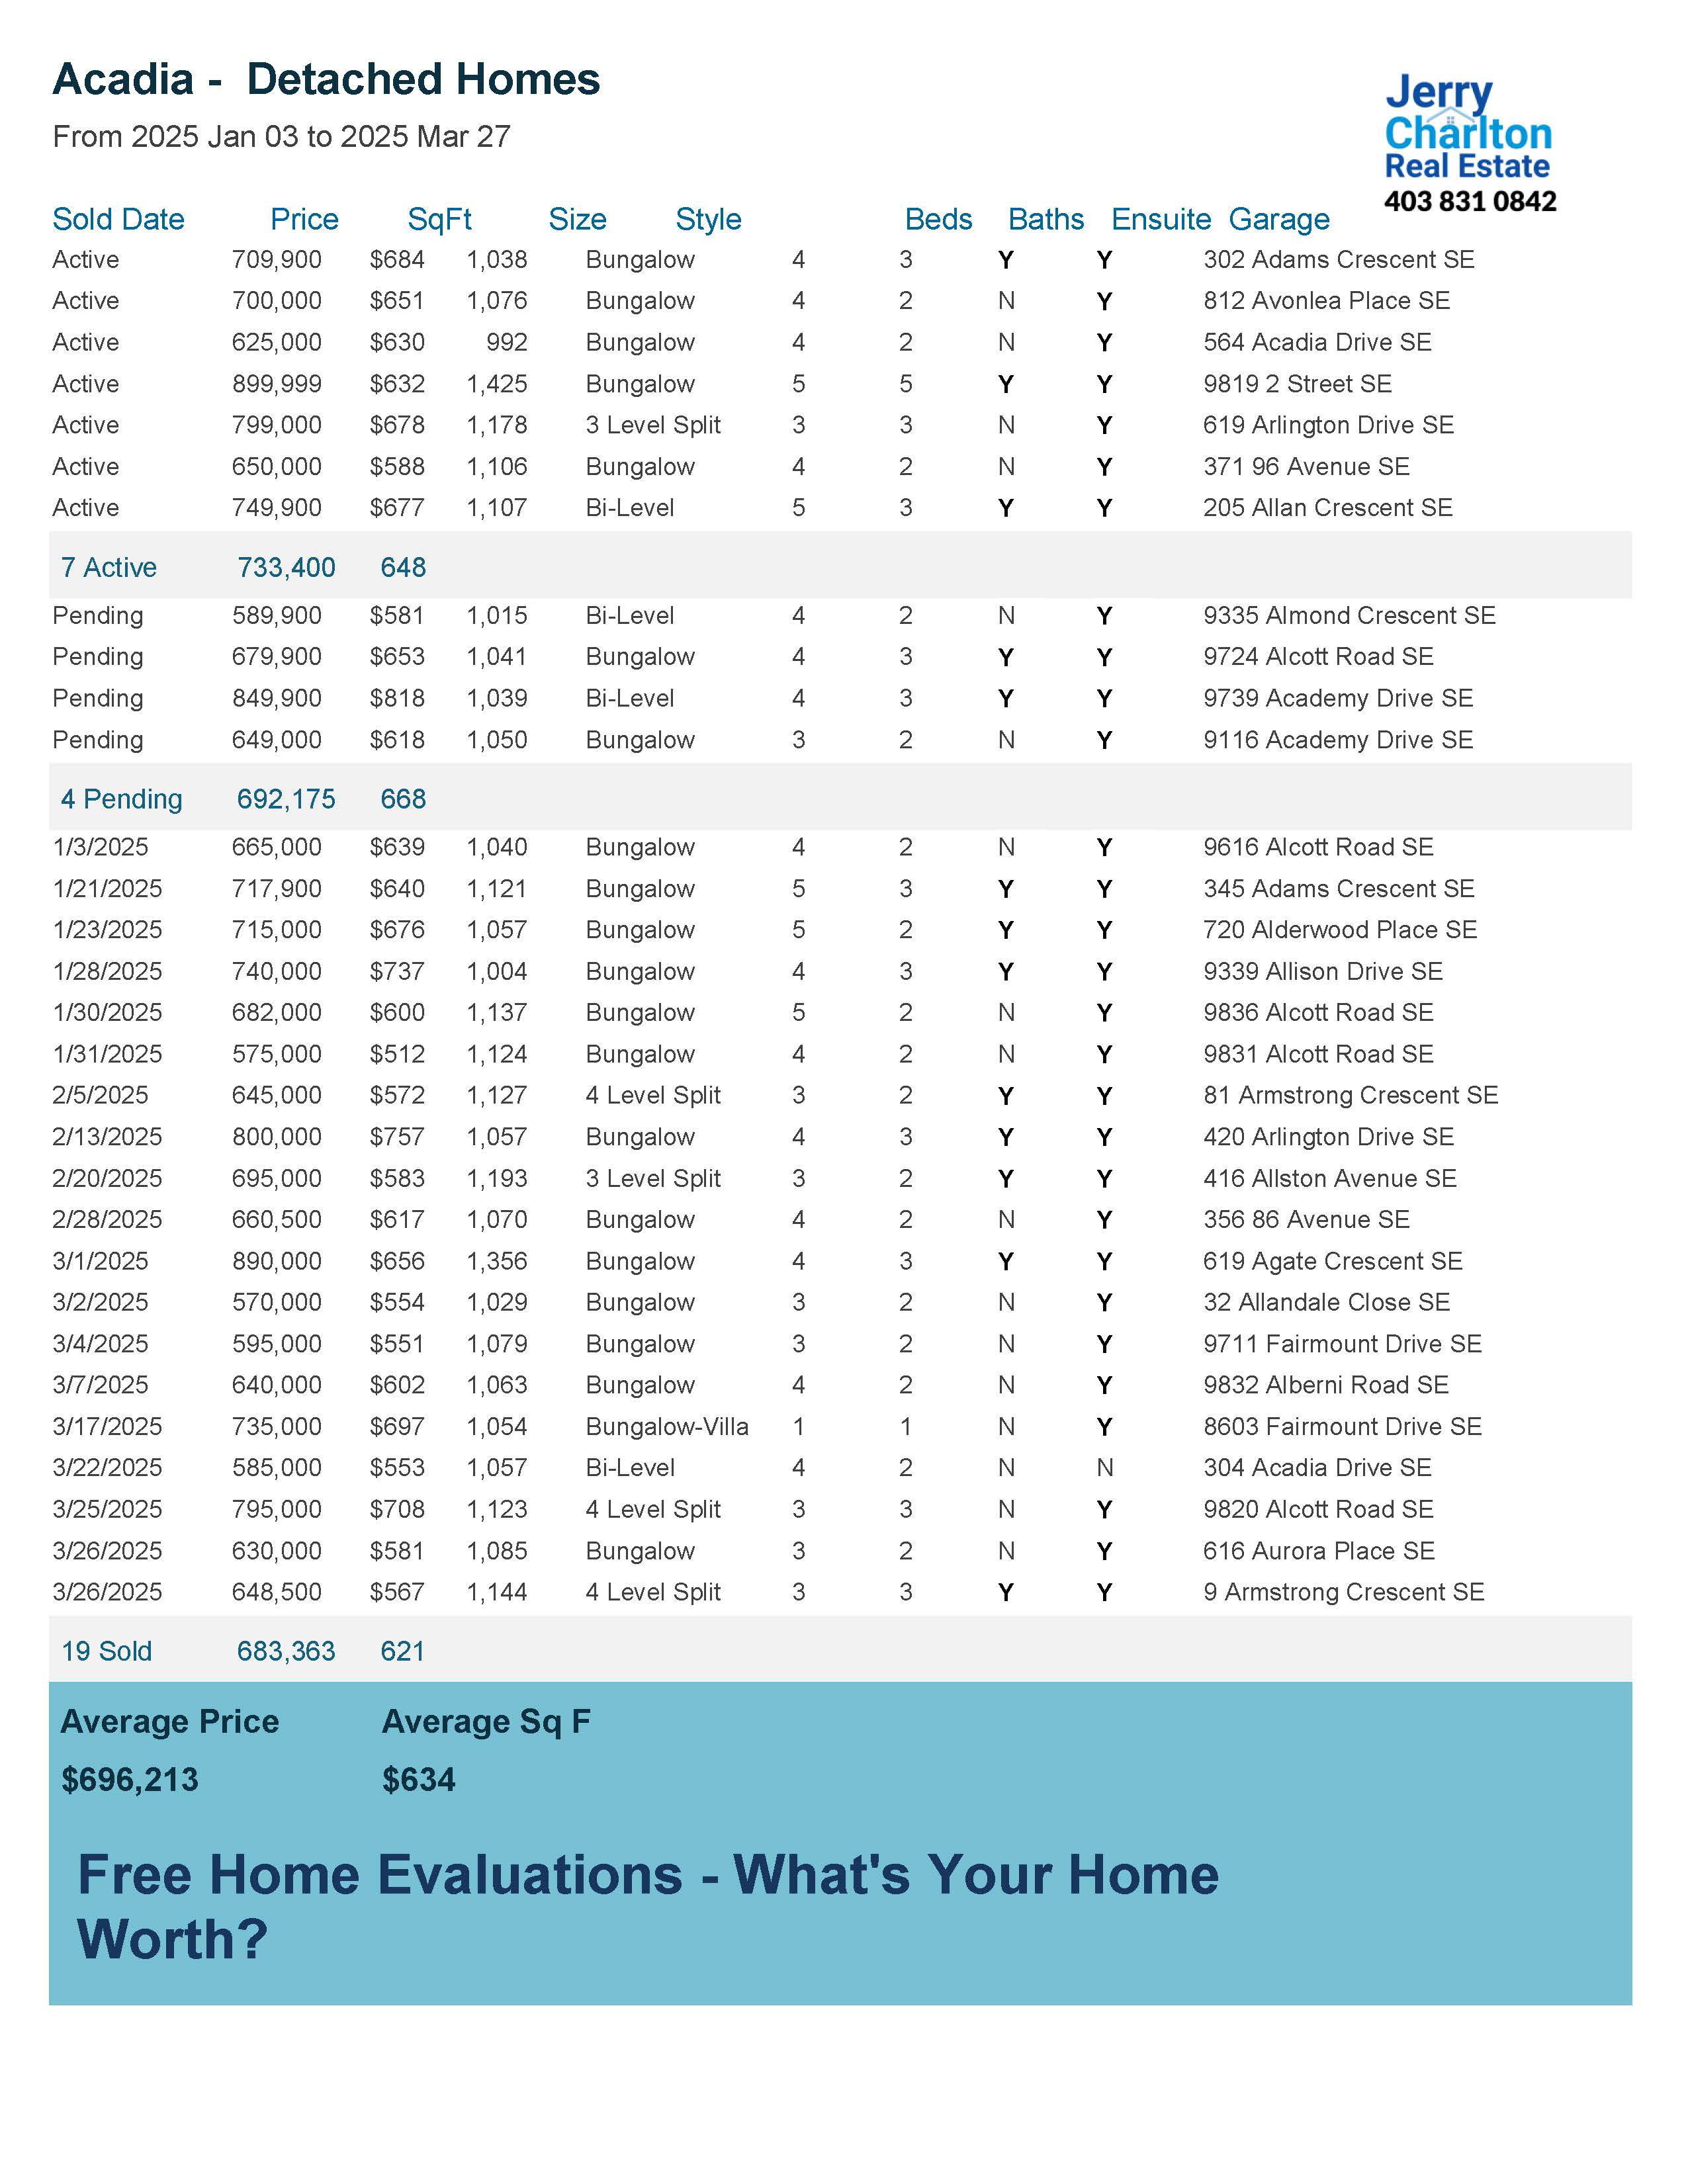 Acadia - Detached Homes
From 2025 Jan 03 to 2025 Mar 27
Jerry
Charlton
Real Estate
403 831 0842
Sold Date Price SqFt Size Style Beds Baths Ensuite Garage
Active 709,900 $684 1,038 Bungalow 4 3 Y Y 302 Adams Crescent SE
Active 700,000 $651 1,076 Bungalow 4 2 N Y 812 Avonlea Place SE
Active 625,000 $630 992 Bungalow 4 2 N Y 564 Acadia Drive SE
Active 899,999 $632 1,425 Bungalow 5 5 Y Y 9819 2 Street SE
Active 799,000 $678 1,178 3 Level Split 3 3 N Y 619 Arlington Drive SE
Active 650,000 $588 1,106 Bungalow 4 2 N Y 371 96 Avenue SE
Active 749,900 $677 1,107 Bi-Level 5 3 Y Y 205 Allan Crescent SE
7 Active 733,400 648
Pending 589,900 $581 1,015 Bi-Level 4 2 N Y 9335 Almond Crescent SE
Pending 679,900 $653 1,041 Bungalow 4 3 Y Y 9724 Alcott Road SE
Pending 849,900 $818 1,039 Bi-Level 4 3 Y Y 9739 Academy Drive SE
Pending 649,000 $618 1,050 Bungalow 3 2 N Y 9116 Academy Drive SE
4 Pending 692,175 668
1/3/2025 665,000 $639 1,040 Bungalow 4 2 N Y 9616 Alcott Road SE
1/21/2025 717,900 $640 1,121 Bungalow 5 3 Y Y 345 Adams Crescent SE
1/23/2025 715,000 $676 1,057 Bungalow 5 2 Y Y 720 Alderwood Place SE
1/28/2025 740,000 $737 1,004 Bungalow 4 3 Y Y 9339 Allison Drive SE
1/30/2025 682,000 $600 1,137 Bungalow 5 2 N Y 9836 Alcott Road SE
1/31/2025 575,000 $512 1,124 Bungalow 4 2 N Y 9831 Alcott Road SE
2/5/2025 645,000 $572 1,127 4 Level Split 3 2 Y Y 81 Armstrong Crescent SE
2/13/2025 800,000 $757 1,057 Bungalow 4 3 Y Y 420 Arlington Drive SE
2/20/2025 695,000 $583 1,193 3 Level Split 3 2 Y Y 416 Allston Avenue SE
2/28/2025 660,500 $617 1,070 Bungalow 4 2 N Y 356 86 Avenue SE
3/1/2025 890,000 $656 1,356 Bungalow 4 3 Y Y 619 Agate Crescent SE
3/2/2025 570,000 $554 1,029 Bungalow 3 2 N Y 32 Allandale Close SE
3/4/2025 595,000 $551 1,079 Bungalow 3 2 N Y 9711 Fairmount Drive SE
3/7/2025 640,000 $602 1,063 Bungalow 4 2 N Y 9832 Alberni Road SE
3/17/2025 735,000 $697 1,054 Bungalow-Villa 1 1 N Y 8603 Fairmount Drive SE
3/22/2025 585,000 $553 1,057 Bi-Level 4 2 N N 304 Acadia Drive SE
3/25/2025 795,000 $708 1,123 4 Level Split 3 3 N Y 9820 Alcott Road SE
3/26/2025 630,000 $581 1,085 Bungalow 3 2 N Y 616 Aurora Place SE
3/26/2025 648,500 $567 1,144 4 Level Split 3 3 Y Y 9 Armstrong Crescent SE
19 Sold 683,363 621
Average Price Average Sq F
$696,213 $634
Free Home Evaluations - What's Your Home
Worth?